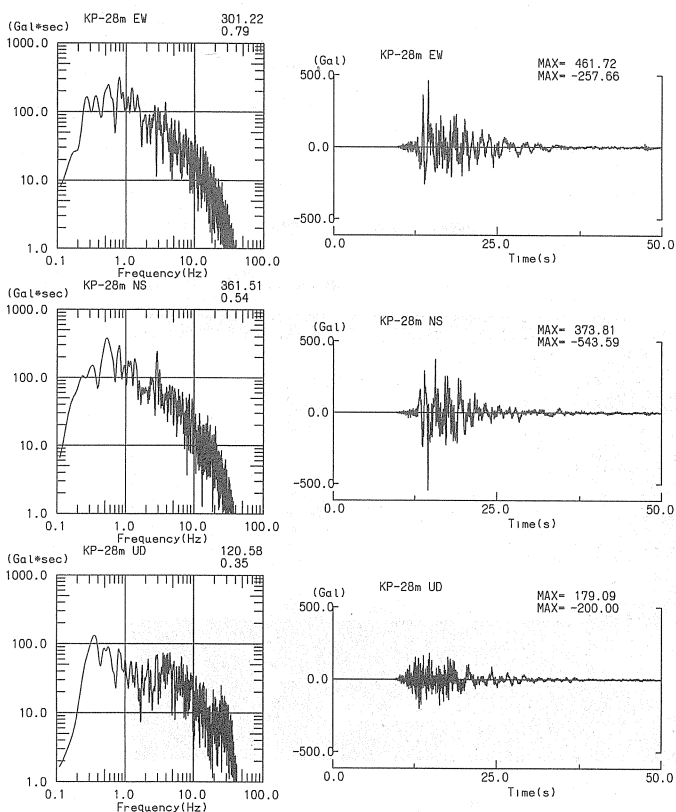 KP-28m EW 301.22
(Gal*sec) 0.79
1000.0
100.0
10.0
1.0
0.1 1.0 10.0 100.0
Frequency(Hz)
KP-28m EW MAX= 461.72
(Gal) MAX= -257.66
500.0
0.0
-500.0
0.0 25.0 50.0
Time(s)
KP-28m NS 361.51
(Gal*sec) 0.54
1000.0
100.0
10.0
1.0
0.1 1.0 10.0 100.0
Frequency(Hz)
KP-28m NS MAX= 373.81
(Gal) MAX= -543.59
500.0
0.0
-500.0
0.0 25.0 50.0
Time(s)
KP-28m UD 120.58
(Gal*sec) 0.35
1000.0
100.0
10.0
1.0
0.1 1.0 10.0 100.0
Frequency(Hz)
KP-28m UD MAX= 179.09
(Gal) MAX= -200.00
500.0
0.0
-500.0
0.0 25.0 50.0
Time(s)